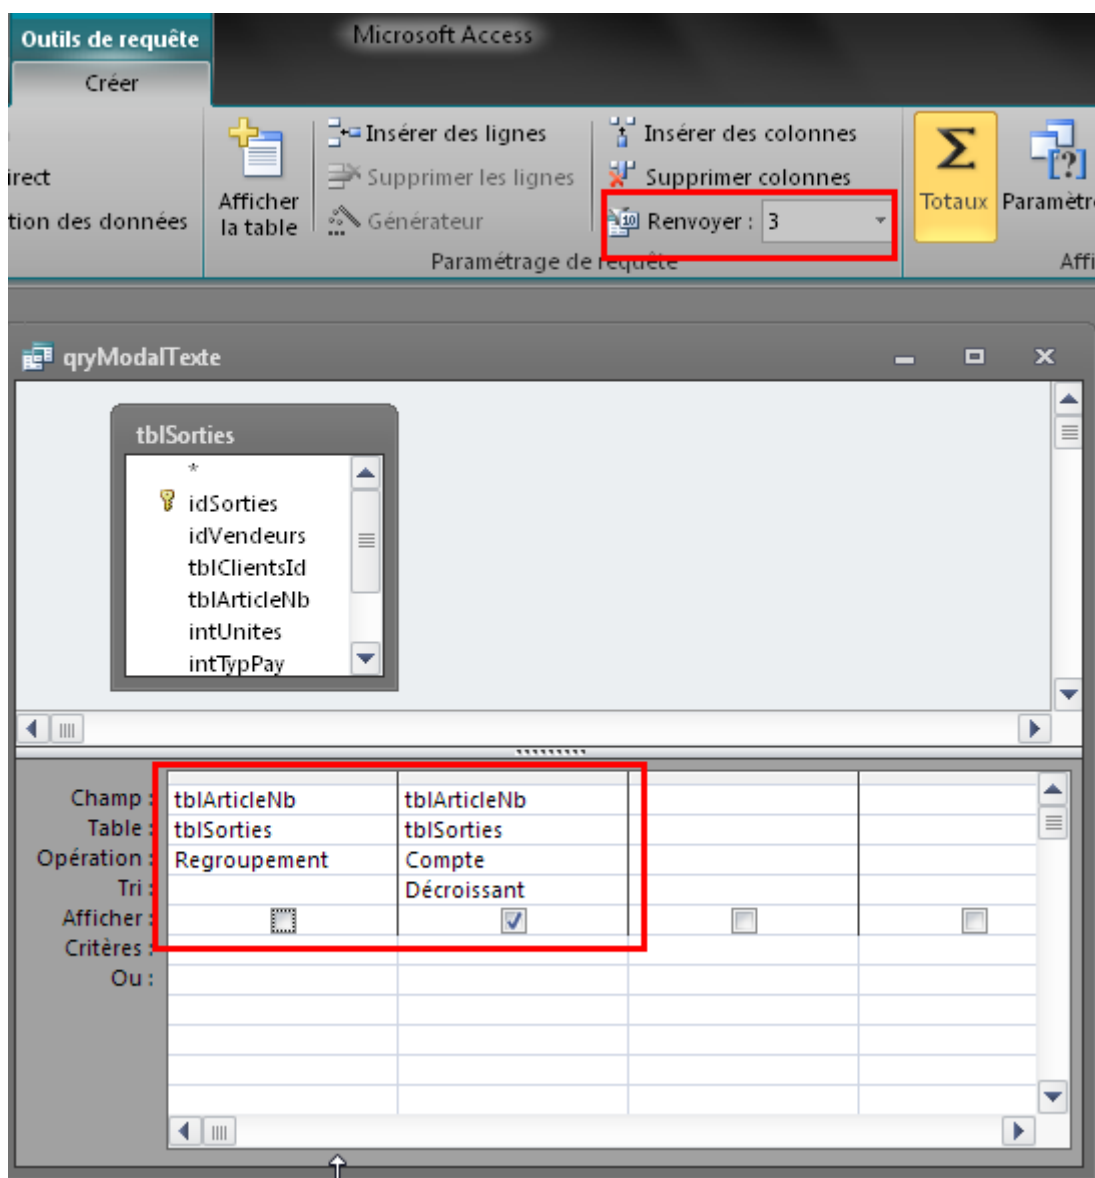 Outils de requête
Microsoft Access
Créer
Insérer des lignes
Insérer des colonnes
irect
Supprimer les lignes
Supprimer colonnes
Afficher
la table
Totaux
Paramètr
tion des données
Générateur
Renvoyer : 3
Paramétrage de requête
Affi
qryModalTexte
tblSorties
*
idSorties
idVendeurs
tblClientsId
tblArticleNb
intUnites
intTypPay
Champ : tblArticleNb tblArticleNb
Table : tblSorties tblSorties
Opération : Regroupement Compte
Tri : Décroissant
Afficher :
Critères :
Ou :